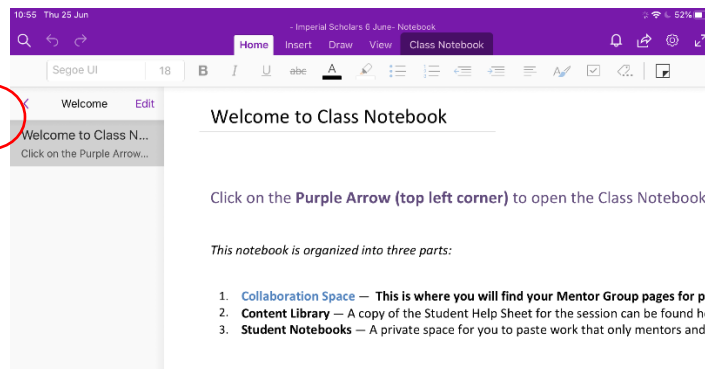 10:55 Thu 25 Jun
52%
- Imperial Scholars 6 June- Notebook
Home Insert Draw View Class Notebook
Segoe UI 18 B I U abc A
Welcome Edit
Welcome to Class N...
Click on the Purple Arrow...
Welcome to Class Notebook
Click on the Purple Arrow (top left corner) to open the Class Notebook
This notebook is organized into three parts:
1. Collaboration Space — This is where you will find your Mentor Group pages for p
2. Content Library — A copy of the Student Help Sheet for the session can be found h
3. Student Notebooks — A private space for you to paste work that only mentors and